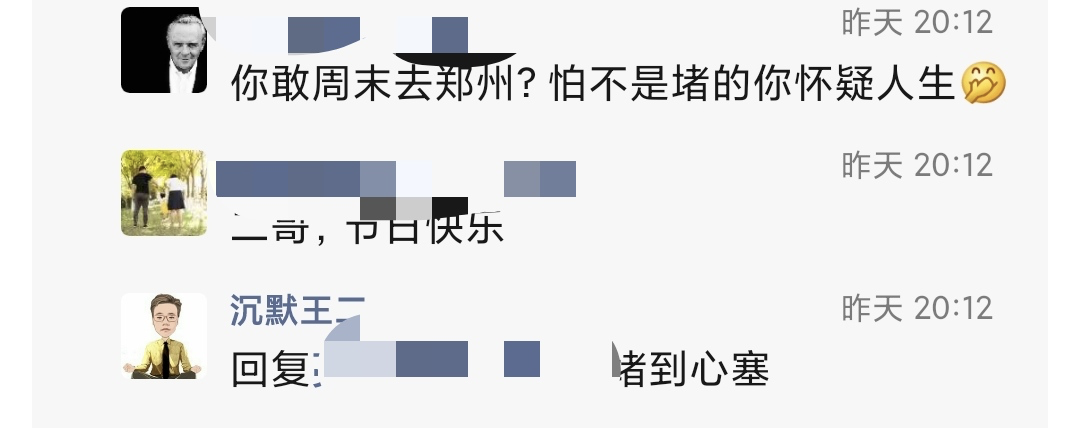 昨天 20:12
你敢周末去郑州？怕不是堵的你怀疑人生
昨天 20:12
二哥，节日快乐
沉默王二
昨天 20:12
回复 堵到心塞